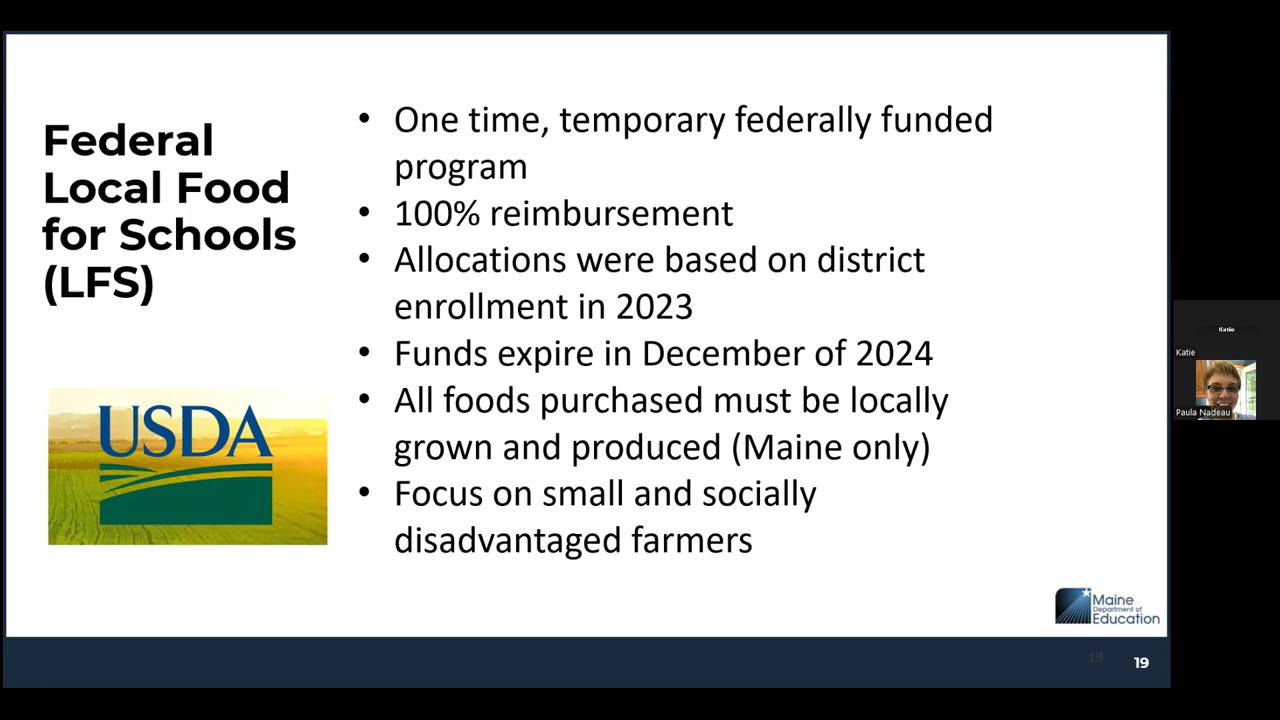 Federal
Local Food
for Schools
(LFS)
USDA
• One time, temporary federally funded
program
• 100% reimbursement
• Allocations were based on district
enrollment in 2023
• Funds expire in December of 2024
• All foods purchased must be locally
grown and produced (Maine only)
• Focus on small and socially
disadvantaged farmers
Maine
Department of
Education
19
19
Katie
Katie
Paula Nadeau